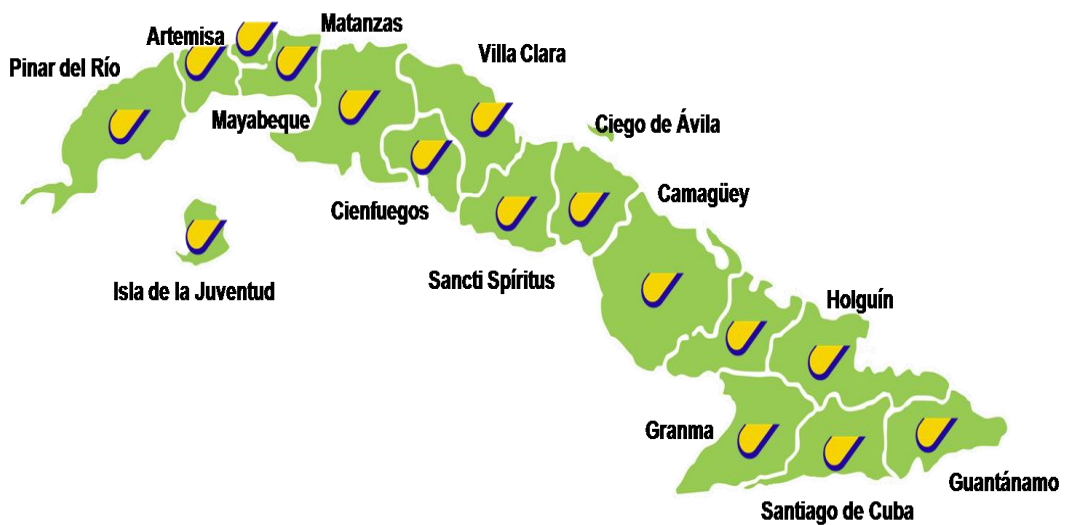 Matanzas
Artemisa
Villa Clara
Pinar del Río
Mayabeque
Ciego de Ávila
Camagüey
Cienfuegos
Sancti Spíritus
Isla de la Juventud
Holguín
Granma
Guantánamo
Santiago de Cuba